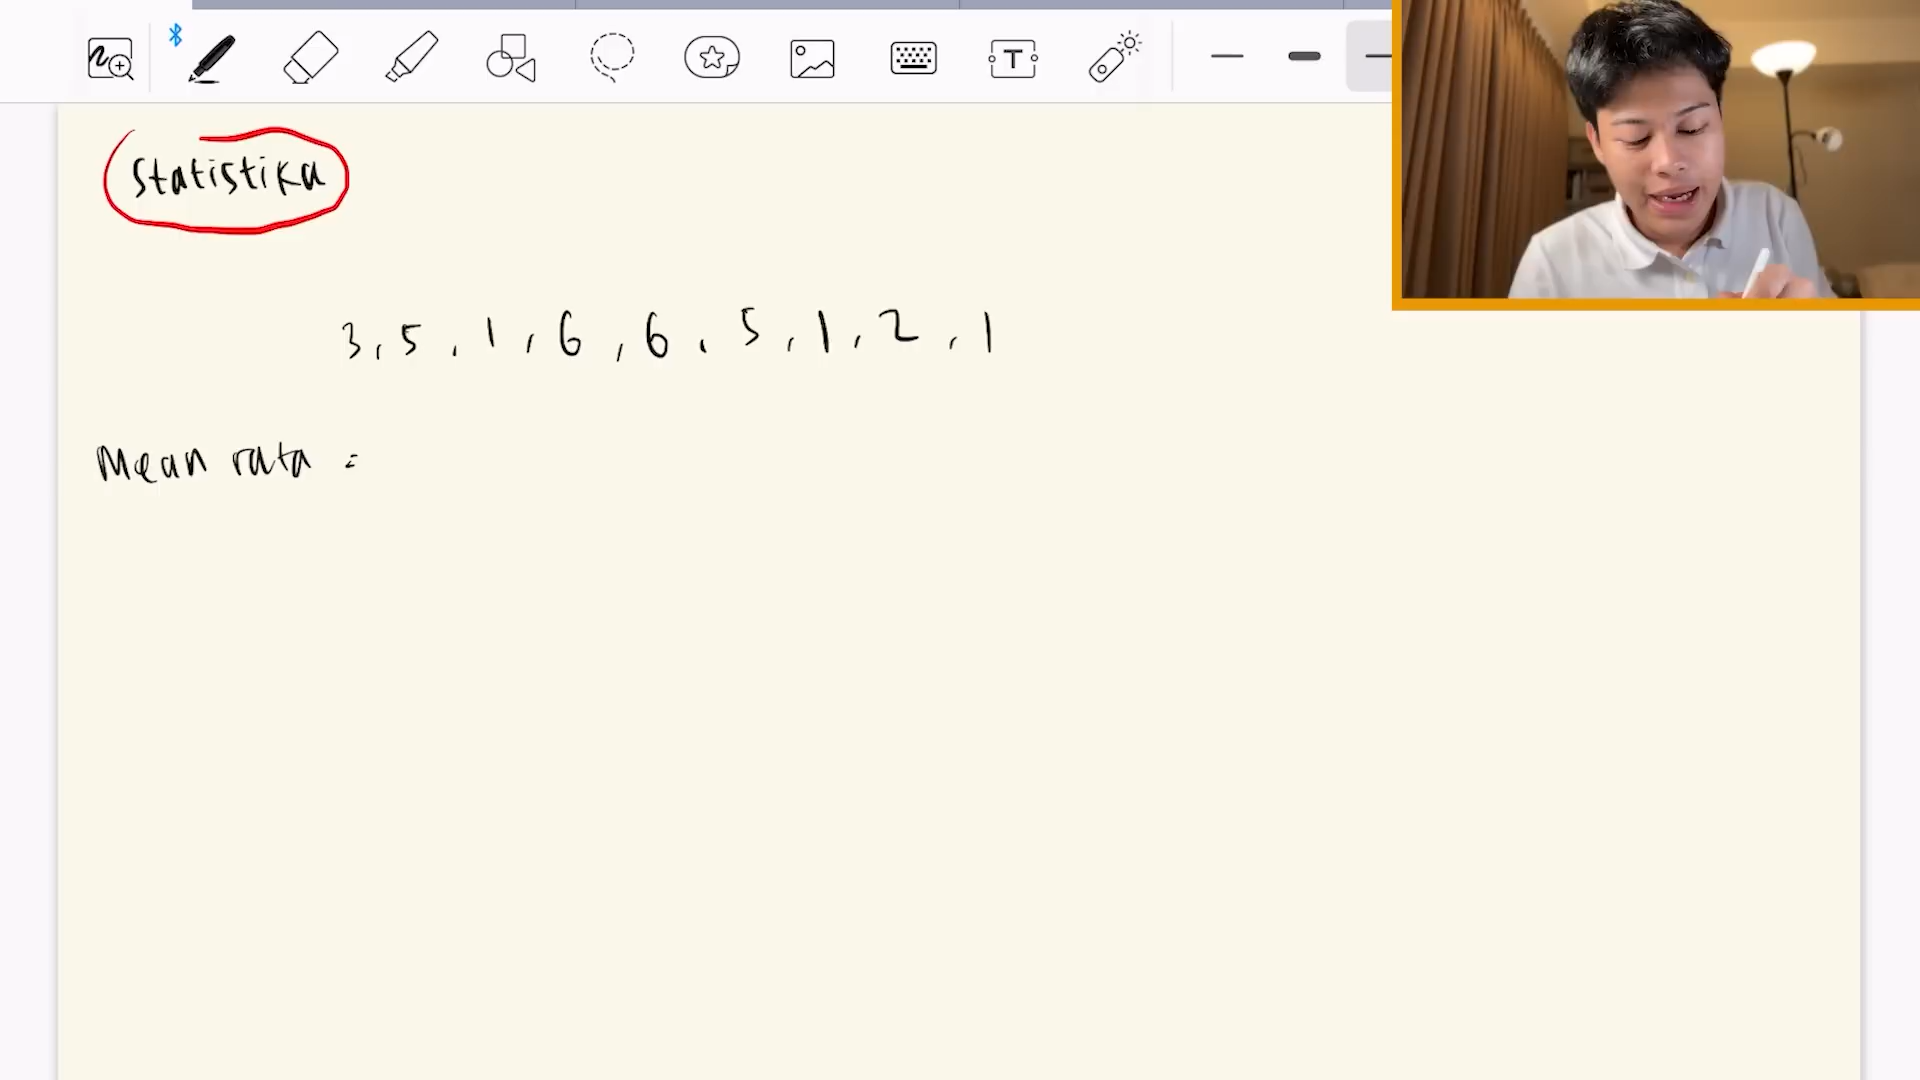 Statistika
3, 5, 1, 6, 6, 5, 1, 2, 1
Mean rata =